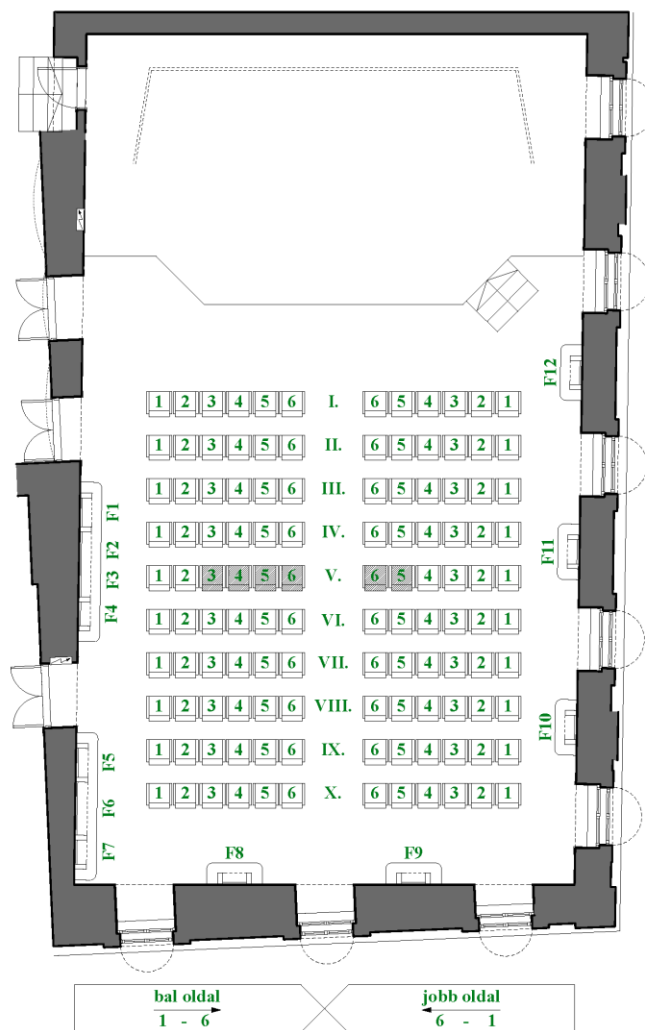 F12
1 2 3 4 5 6 I. 6 5 4 3 2 1
1 2 3 4 5 6 II. 6 5 4 3 2 1
1 2 3 4 5 6 III. 6 5 4 3 2 1
F1
1 2 3 4 5 6 IV. 6 5 4 3 2 1
F2
F11
1 2 3 4 5 6 V. 6 5 4 3 2 1
F3
F4
1 2 3 4 5 6 VI. 6 5 4 3 2 1
1 2 3 4 5 6 VII. 6 5 4 3 2 1
1 2 3 4 5 6 VIII. 6 5 4 3 2 1
F10
1 2 3 4 5 6 IX. 6 5 4 3 2 1
F5
1 2 3 4 5 6 X. 6 5 4 3 2 1
F6
F7
F8 F9
bal oldal
1 - 6
jobb oldal
6 - 1